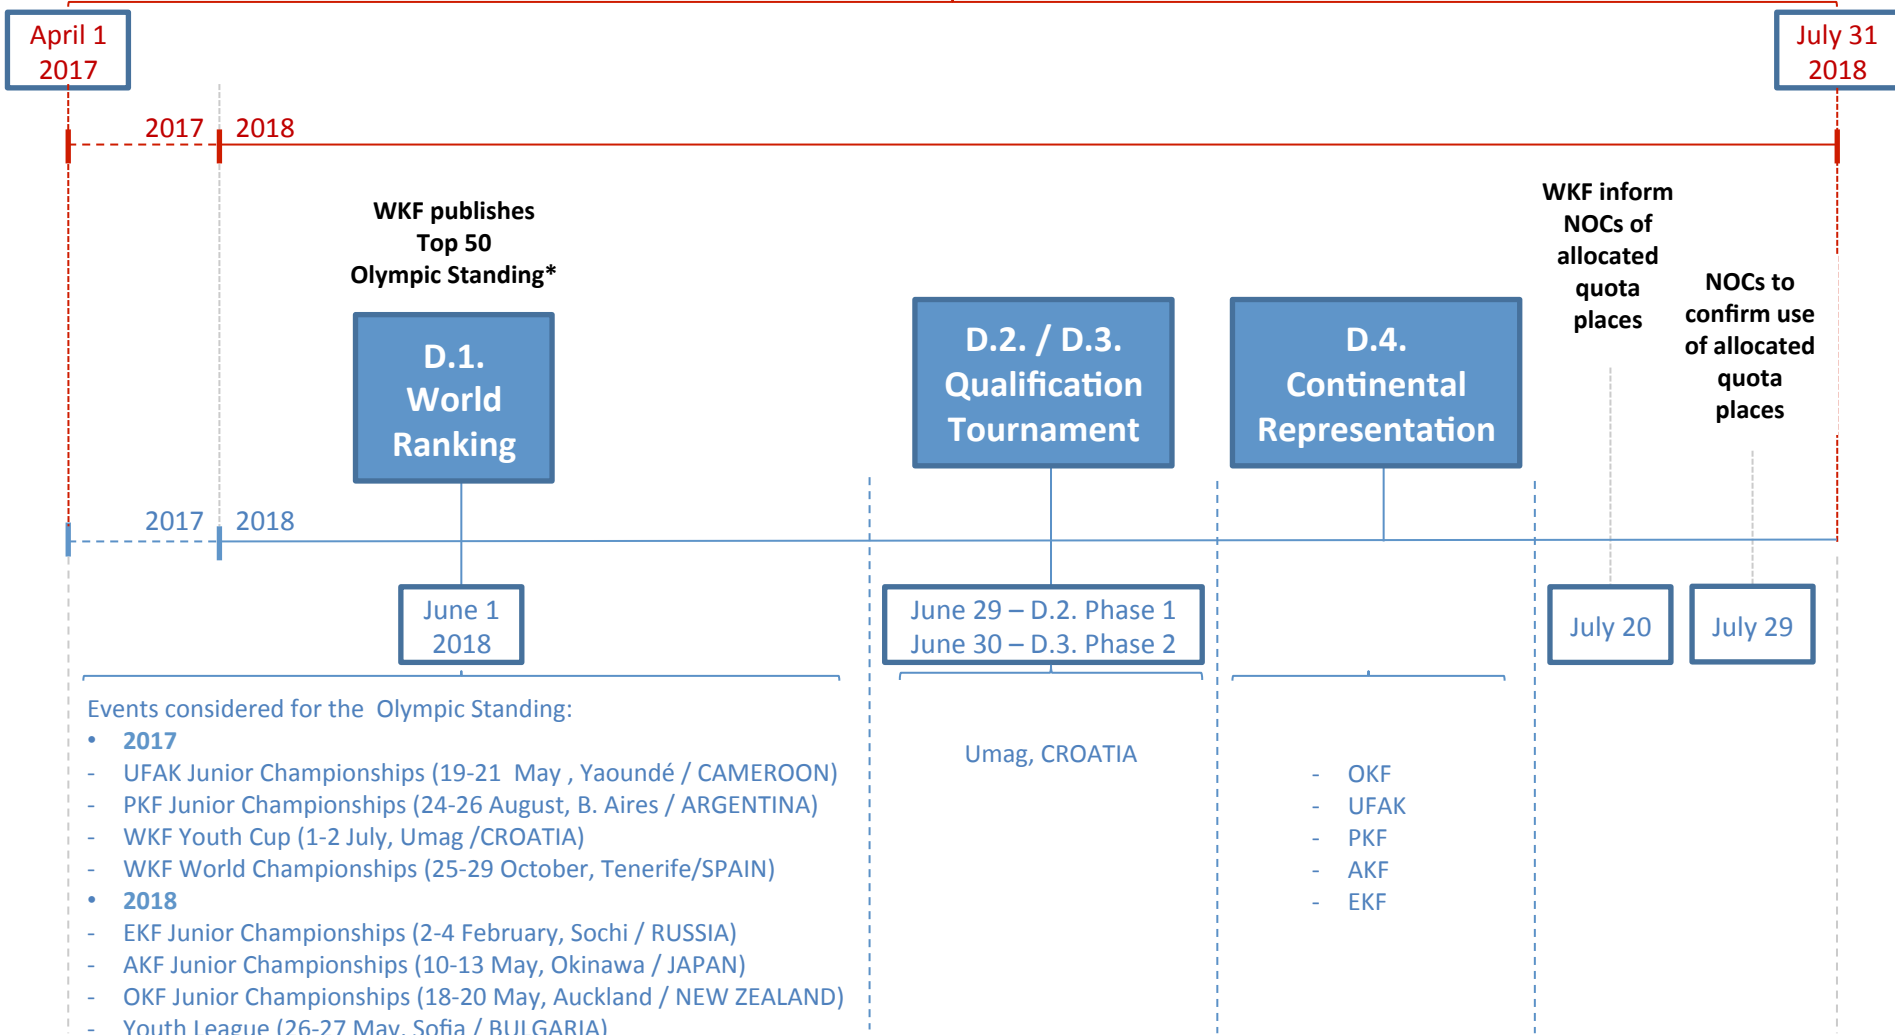 April 1
2017
July 31
2018
2017
2018
WKF publishes
Top 50
Olympic Standing*
WKF inform
NOCs of
allocated
quota
places
NOCs to
confirm use
of allocated
quota
places
D.1.
World
Ranking
D.2. / D.3.
Qualification
Tournament
D.4.
Continental
Representation
2017
2018
June 1
2018
June 29 – D.2. Phase 1
June 30 – D.3. Phase 2
July 20
July 29
Events considered for the Olympic Standing:
• 2017
- UFAK Junior Championships (19-21 May , Yaoundé / CAMEROON)
- PKF Junior Championships (24-26 August, B. Aires / ARGENTINA)
- WKF Youth Cup (1-2 July, Umag /CROATIA)
- WKF World Championships (25-29 October, Tenerife/SPAIN)
• 2018
- EKF Junior Championships (2-4 February, Sochi / RUSSIA)
- AKF Junior Championships (10-13 May, Okinawa / JAPAN)
- OKF Junior Championships (18-20 May, Auckland / NEW ZEALAND)
- Youth League (26-27 May, Sofia / BULGARIA)
Umag, CROATIA
- OKF
- UFAK
- PKF
- AKF
- EKF